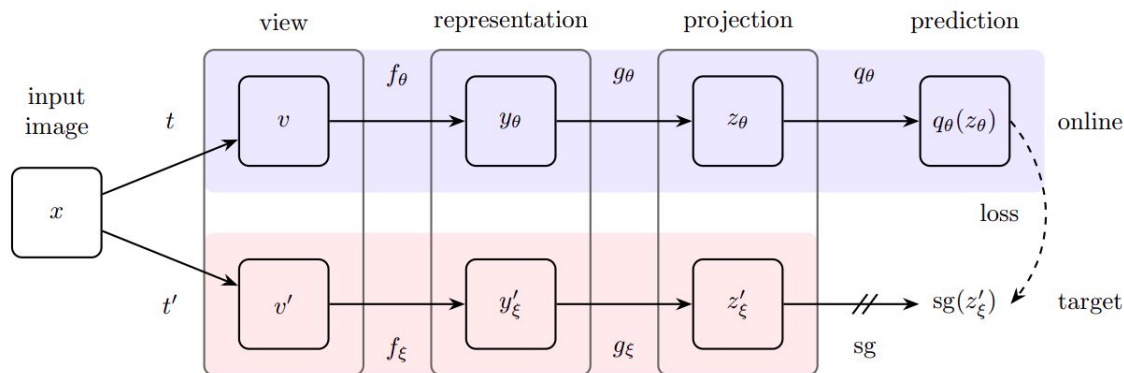 view representation projection prediction
input
image
t
f_θ g_θ q_θ
v y_θ z_θ q_θ(z_θ) online
x
loss
t′
v′ y′_ξ z′_ξ sg(z′_ξ) target
f_ξ g_ξ sg